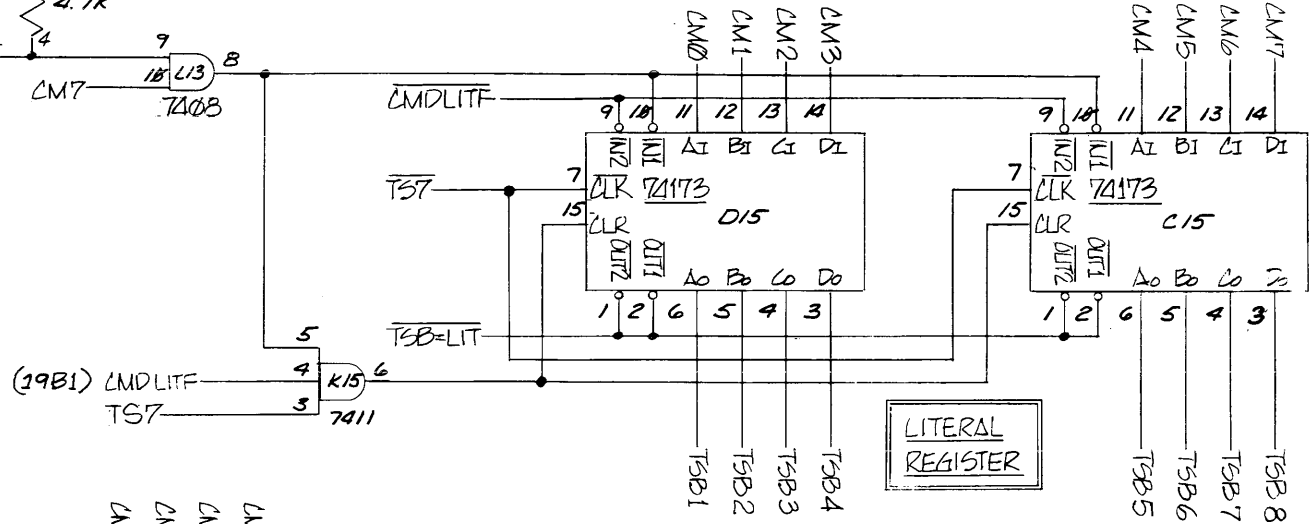 4.7K
4
9
10
L13
8
CM7
7408
CMDLITF
CM0
CM1
CM2
CM3
CM4
CM5
CM6
CM7
9 10 11 12 13 14
IN2 IN1 AI BI CI DI
7 CLK 74173
15 CLR
D15
OUT2 OUT1 AO BO CO DO
1 2 6 5 4 3
9 10 11 12 13 14
IN2 IN1 AI BI CI DI
7 CLK 74173
15 CLR
C15
OUT2 OUT1 AO BO CO DO
1 2 6 5 4 3
TS7
TSB=LIT
5
(19B1) CMDLITF 4
TS7 3
K15
6
7411
TSB1
TSB2
TSB3
TSB4
TSB5
TSB6
TSB7
TSB8
LITERAL
REGISTER